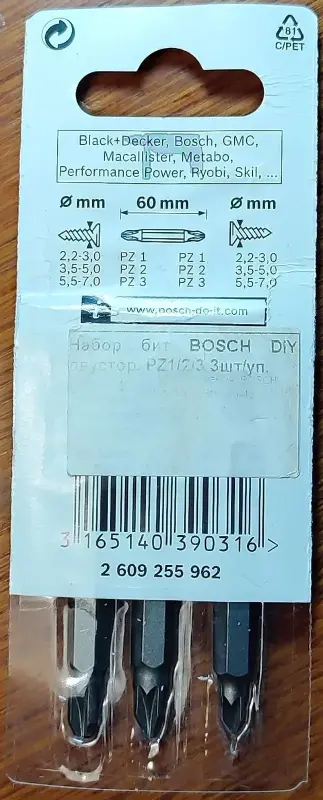 81
C/PET
Black+Decker, Bosch, GMC,
Macallister, Metabo,
Performance Power, Ryobi, Skil, ...
Ø mm 60 mm Ø mm
2,2-3,0 PZ 1 PZ 1 2,2-3,0
3,5-5,0 PZ 2 PZ 2 3,5-5,0
5,5-7,0 PZ 3 PZ 3 5,5-7,0
www.bosch-do-it.com
Набор бит BOSCH DIY
двустор. PZ1/2/3 3шт/уп,
3 165140 390316 >
2 609 255 962